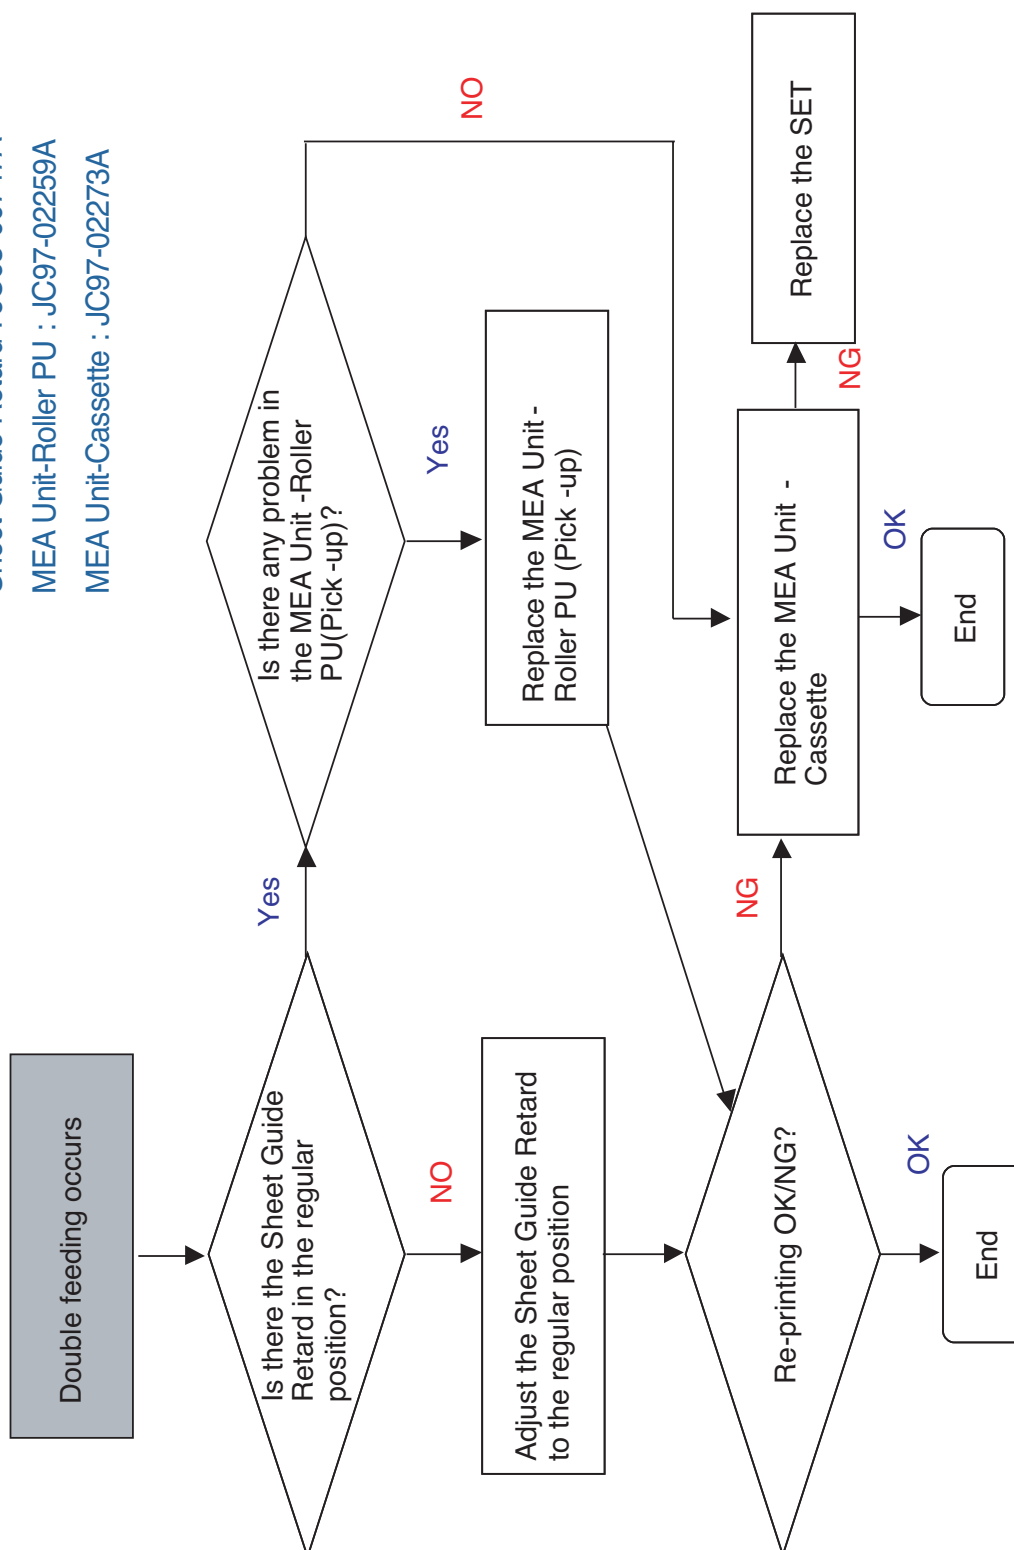 MEA Unit-Roller PU : JC97-02259A
MEA Unit-Cassette : JC97-02273A
Double feeding occurs
Is there the Sheet Guide
Retard in the regular
position?
Yes
NO
Is there any problem in
the MEA Unit -Roller
PU(Pick -up)?
Yes
NO
Adjust the Sheet Guide Retard
to the regular position
Replace the MEA Unit -
Roller PU (Pick -up)
Re-printing OK/NG?
NG
OK
Replace the MEA Unit -
Cassette
NG
OK
Replace the SET
End
End